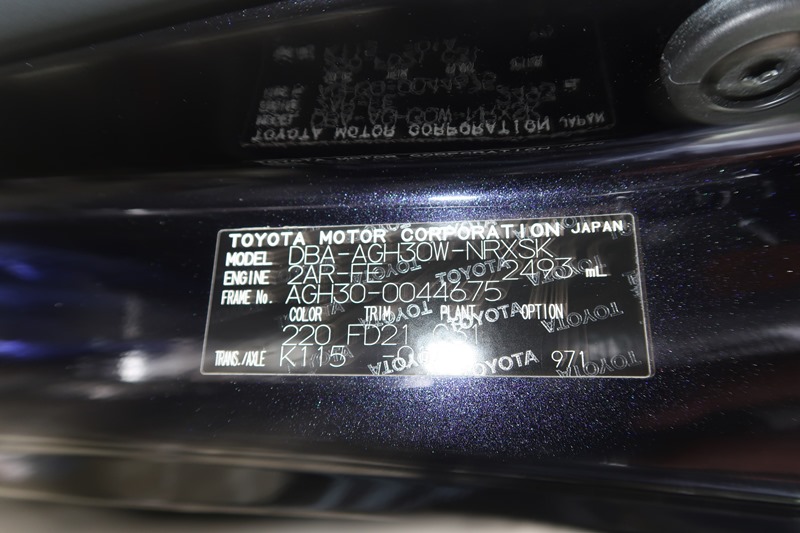 TOYOTA MOTOR CORPORATION JAPAN
MODEL DBA-AGH30W-NRXSK
ENGINE 2AR-FE 2493 mL
FRAME No. AGH30-0044675
COLOR TRIM PLANT OPTION
220 FD21
TRANS./AXLE K115 971